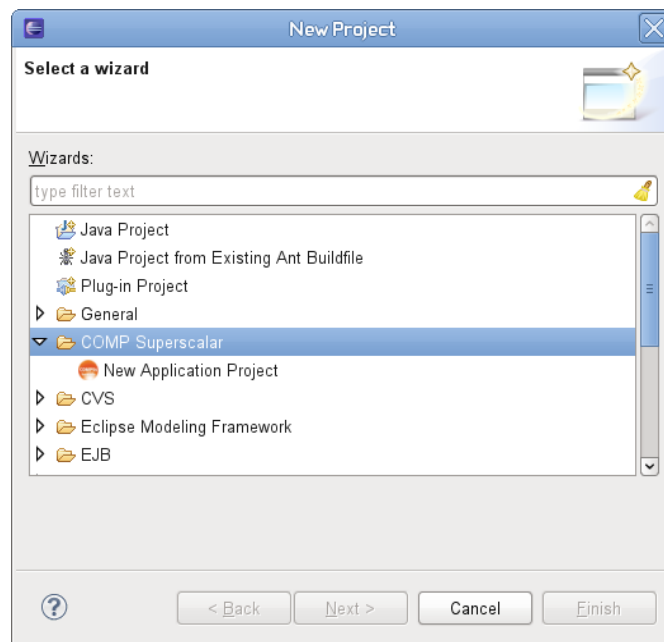 New Project
Select a wizard
Wizards:
type filter text
Java Project
Java Project from Existing Ant Buildfile
Plug-in Project
General
COMP Superscalar
New Application Project
CVS
Eclipse Modeling Framework
EJB
< Back Next > Cancel Finish